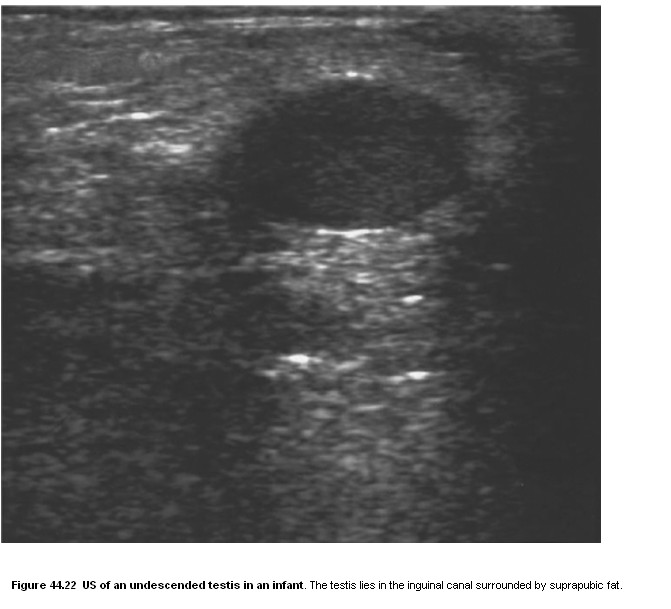 Figure 44.22 US of an undescended testis in an infant. The testis lies in the inguinal canal surrounded by suprapubic fat.